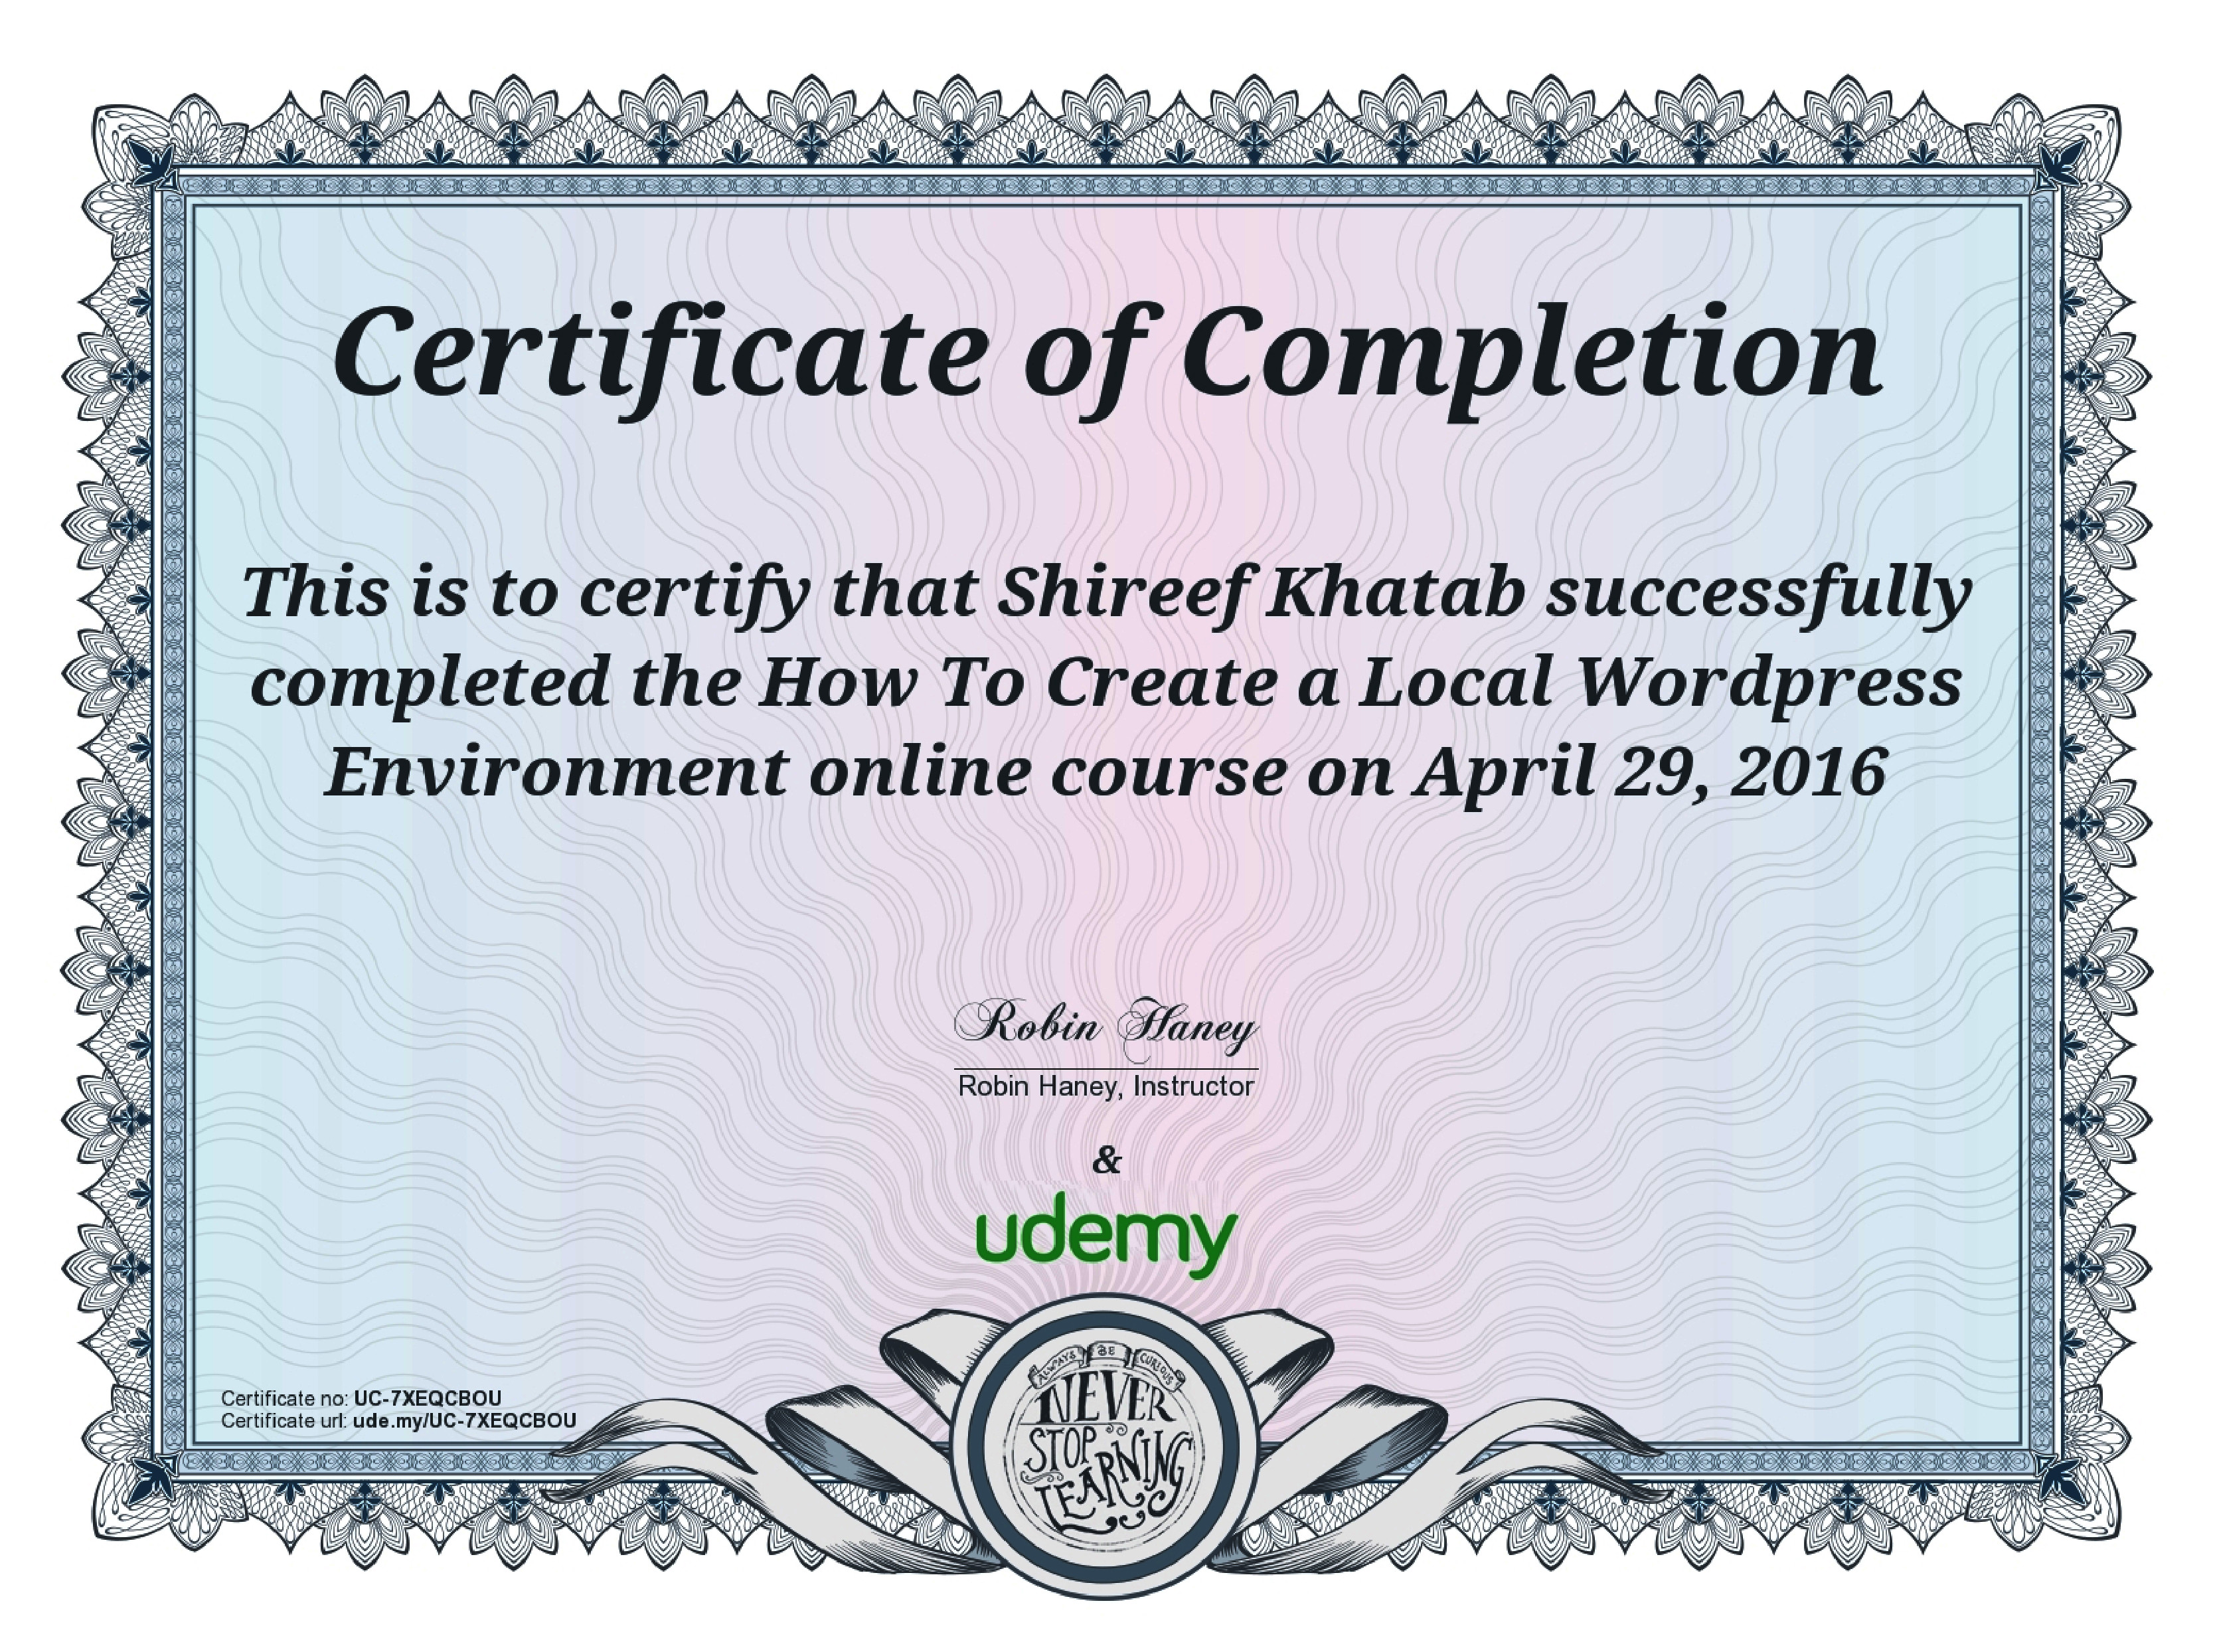 Certificate of Completion
This is to certify that Shireef Khatab successfully
completed the How To Create a Local Wordpress
Environment online course on April 29, 2016
Robin Haney
Robin Haney, Instructor
&
udemy
Certificate no: UC-7XEQCBOU
Certificate url: ude.my/UC-7XEQCBOU
ALWAYS BE CURIOUS
NEVER
STOP
LEARNING